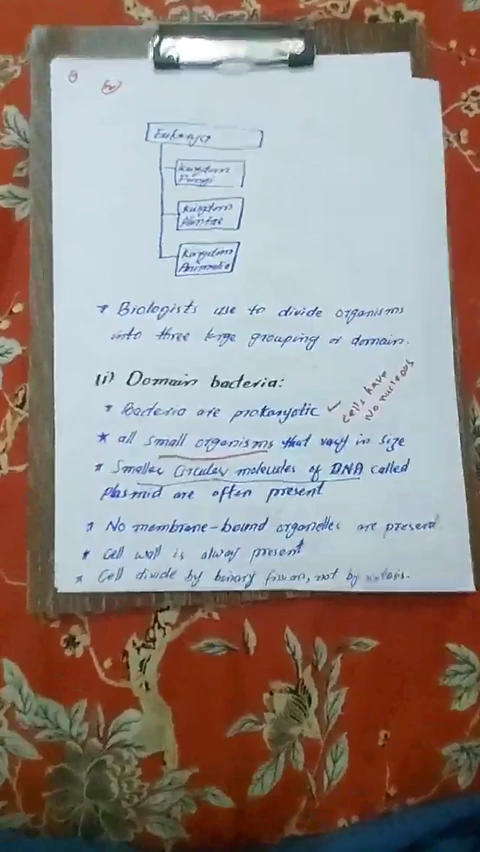 Eukarya
Kingdom
Fungi
Kingdom
Plantae
Kingdom
Animalia
* Biologists use to divide organisms
into three large grouping or domain.
(i) Domain bacteria:
* Bacteria are prokaryotic ✓
cells have
No nucleous
* all small organisms that vary in size
* Smaller Circular molecules of DNA called
plasmid are often present
* No membrane-bound organelles are present
* Cell wall is alway present
* Cell divide by binary fission, not by mitosis.